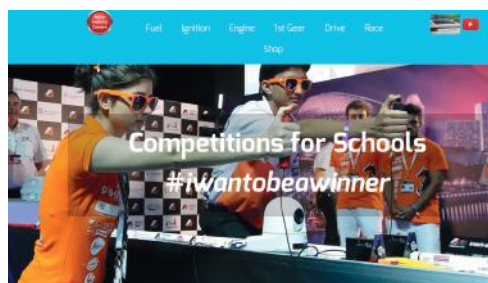 Fuel Ignition Engine 1st Gear Drive Race
Shop
Competitions for Schools
#iwantobeawinner